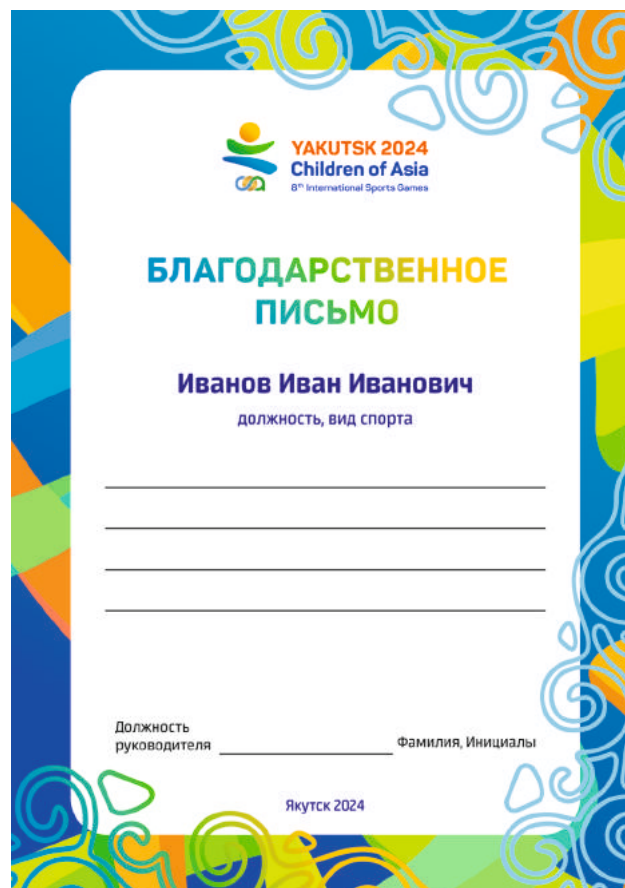 YAKUTSK 2024
Children of Asia
8th International Sports Games
БЛАГОДАРСТВЕННОЕ
ПИСЬМО
Иванов Иван Иванович
должность, вид спорта
Должность
руководителя
Фамилия, Инициалы
Якутск 2024